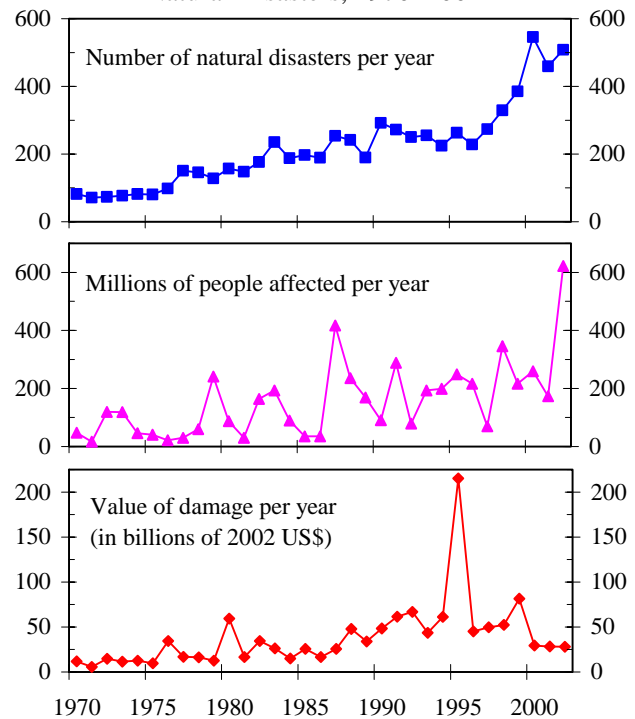 600 600
Number of natural disasters per year
400 400
200 200
0 0
600 600
Millions of people affected per year
400 400
200 200
0 0
200 200
Value of damage per year
(in billions of 2002 US$)
150 150
100 100
50 50
0 0
1970 1975 1980 1985 1990 1995 2000